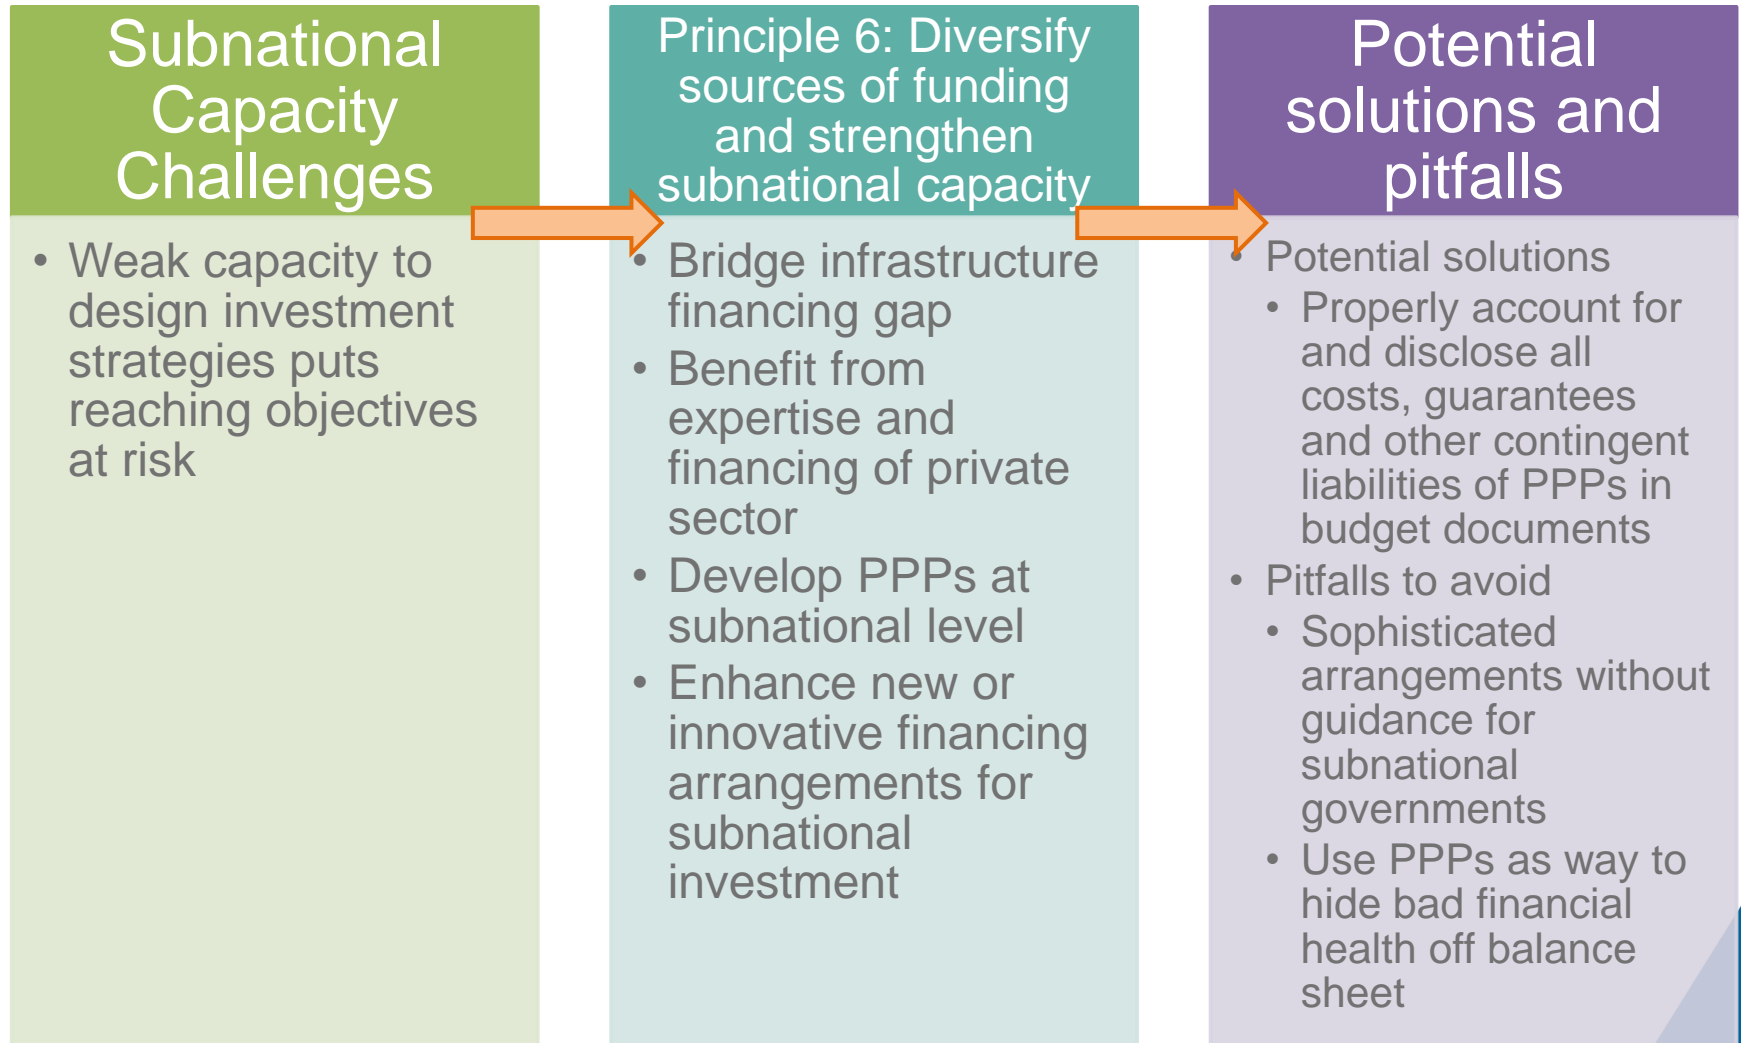 Subnational
Capacity
Challenges
• Weak capacity to
design investment
strategies puts
reaching objectives
at risk
Principle 6: Diversify
sources of funding
and strengthen
subnational capacity
• Bridge infrastructure
financing gap
• Benefit from
expertise and
financing of private
sector
• Develop PPPs at
subnational level
• Enhance new or
innovative financing
arrangements for
subnational
investment
Potential
solutions and
pitfalls
• Potential solutions
• Properly account for
and disclose all
costs, guarantees
and other contingent
liabilities of PPPs in
budget documents
• Pitfalls to avoid
• Sophisticated
arrangements without
guidance for
subnational
governments
• Use PPPs as way to
hide bad financial
health off balance
sheet